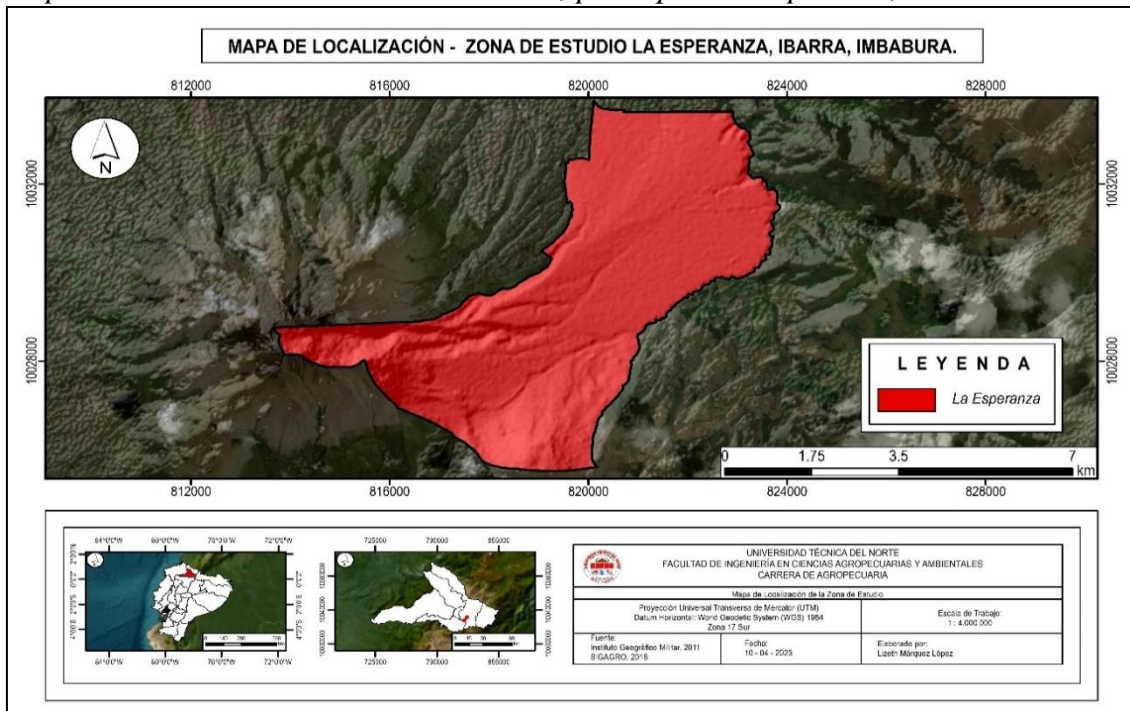 MAPA DE LOCALIZACIÓN - ZONA DE ESTUDIO LA ESPERANZA, IBARRA, IMBABURA.
812000 816000 820000 824000 828000
N
10032000 10032000
10028000 10028000
LEYENDA
La Esperanza
0 1.75 3.5 7
km
812000 816000 820000 824000 828000
725000
725000
UNIVERSIDAD TÉCNICA DEL NORTE
FACULTAD DE INGENIERÍA EN CIENCIAS AGROPECUARIAS Y AMBIENTALES
CARRERA DE AGROPECUARIA
Mapa de Localización de la Zona de Estudio
Proyección Universal Transversa de Mercator (UTM)
Datum Horizontal: World Geodetic System (WGS) 1984
Zona 17 Sur
Escala de Trabajo:
1: 4.000.000
Fuente:
Instituto Geográfico Militar, 2011
Fecha:
10 - 04 - 2023
Elaborado por:
Lizeth Márquez López